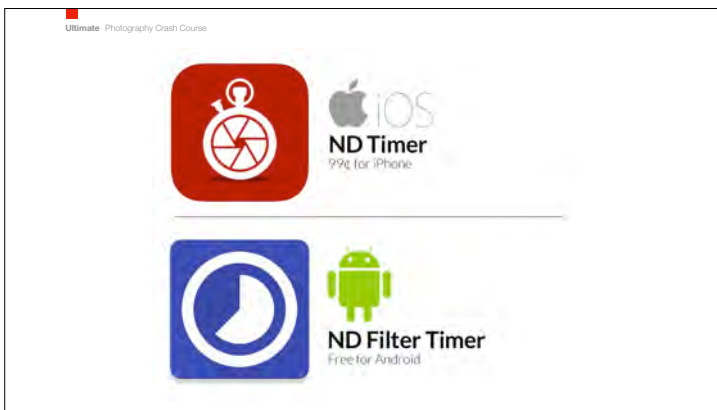 Ultimate Photography Crash Course
iOS
ND Timer
99¢ for iPhone
ND Filter Timer
Free for Android